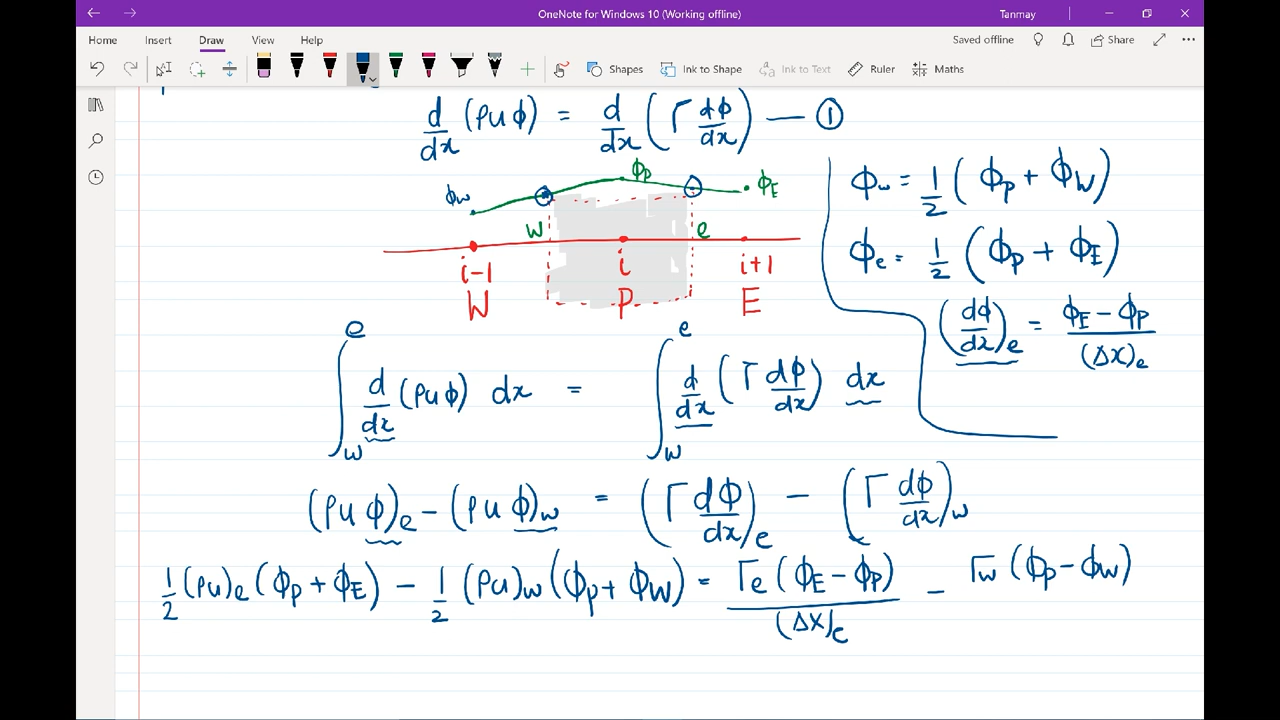 OneNote for Windows 10 (Working offline)
Tanmay
Home Insert Draw View Help
Saved offline Share
Shapes Ink to Shape Ink to Text Ruler Maths
d/dx (ρuφ) = d/dx (Γ dφ/dx) — ①
φw φP φE
w e
i-1 i i+1
W P E
φw = 1/2 (φp + φW)
φe = 1/2 (φp + φE)
(dφ/dx)e = φE - φp / (Δx)e
∫w^e d/dx (ρuφ) dx = ∫w^e d/dx (Γ dφ/dx) dx
(ρuφ)e - (ρuφ)w = (Γ dφ/dx)e - (Γ dφ/dx)w
1/2 (ρu)e (φp + φE) - 1/2 (ρu)w (φp + φW) = Γe (φE - φp) / (Δx)e - Γw (φp - φw)